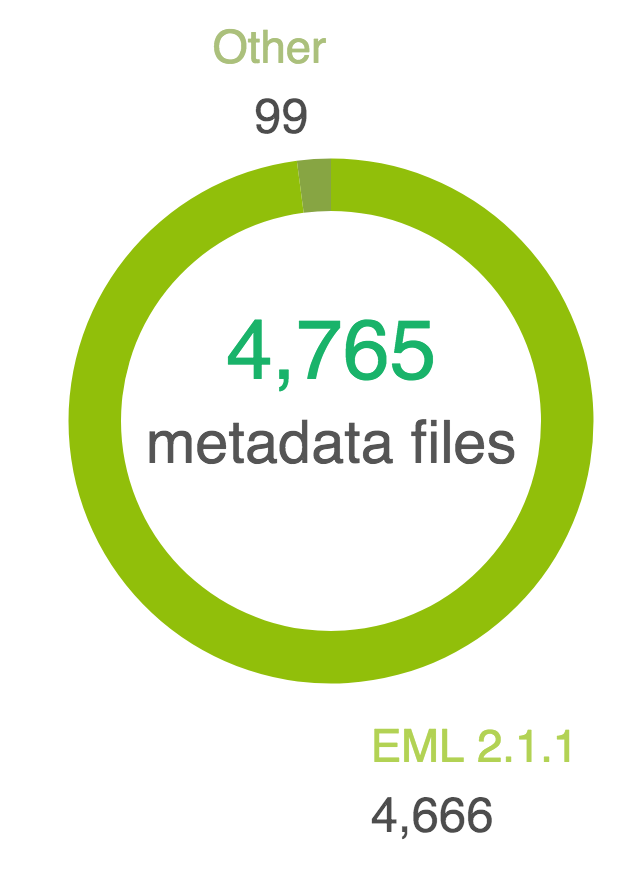 Other
99
4,765
metadata files
EML 2.1.1
4,666